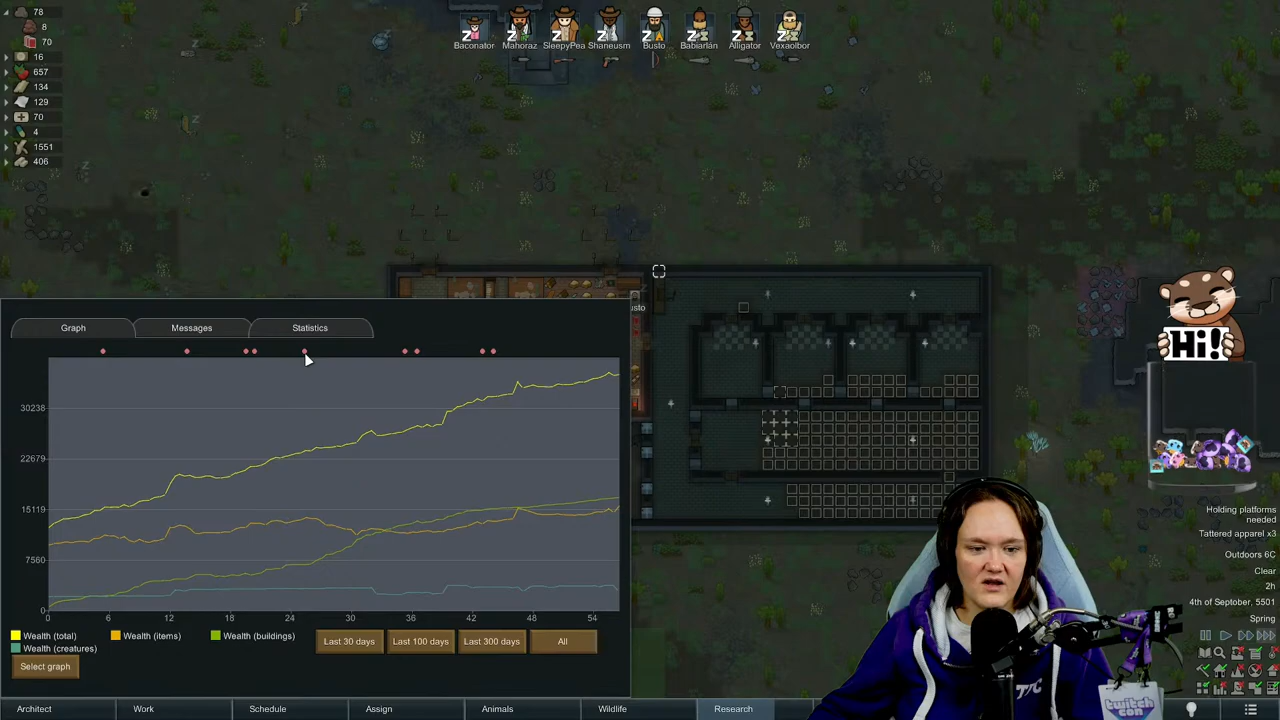 78
8
70
16
657
134
129
70
4
1551
406
Baconator
Mahoraz
SleepyPea
Shaneusm
Busto
Babiarlan
Alligator
Vexaolbor
usto
Graph
Messages
Statistics
30238
22679
15119
7560
0
0 6 12 18 24 30 36 42 48 54
Wealth (total)
Wealth (items)
Wealth (buildings)
Wealth (creatures)
Last 30 days
Last 100 days
Last 300 days
All
Select graph
Hi!
Holding platforms
needed
Tattered apparel x3
Outdoors 6C
Clear
2h
4th of Septober, 5501
Spring
twitch
con
Architect
Work
Schedule
Assign
Animals
Wildlife
Research